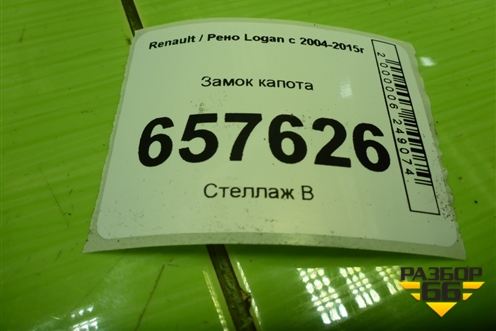 Renault / Рено Logan с 2004-2015г
Замок капота
657626
Стеллаж В
2000006249074
РАЗБОР
66